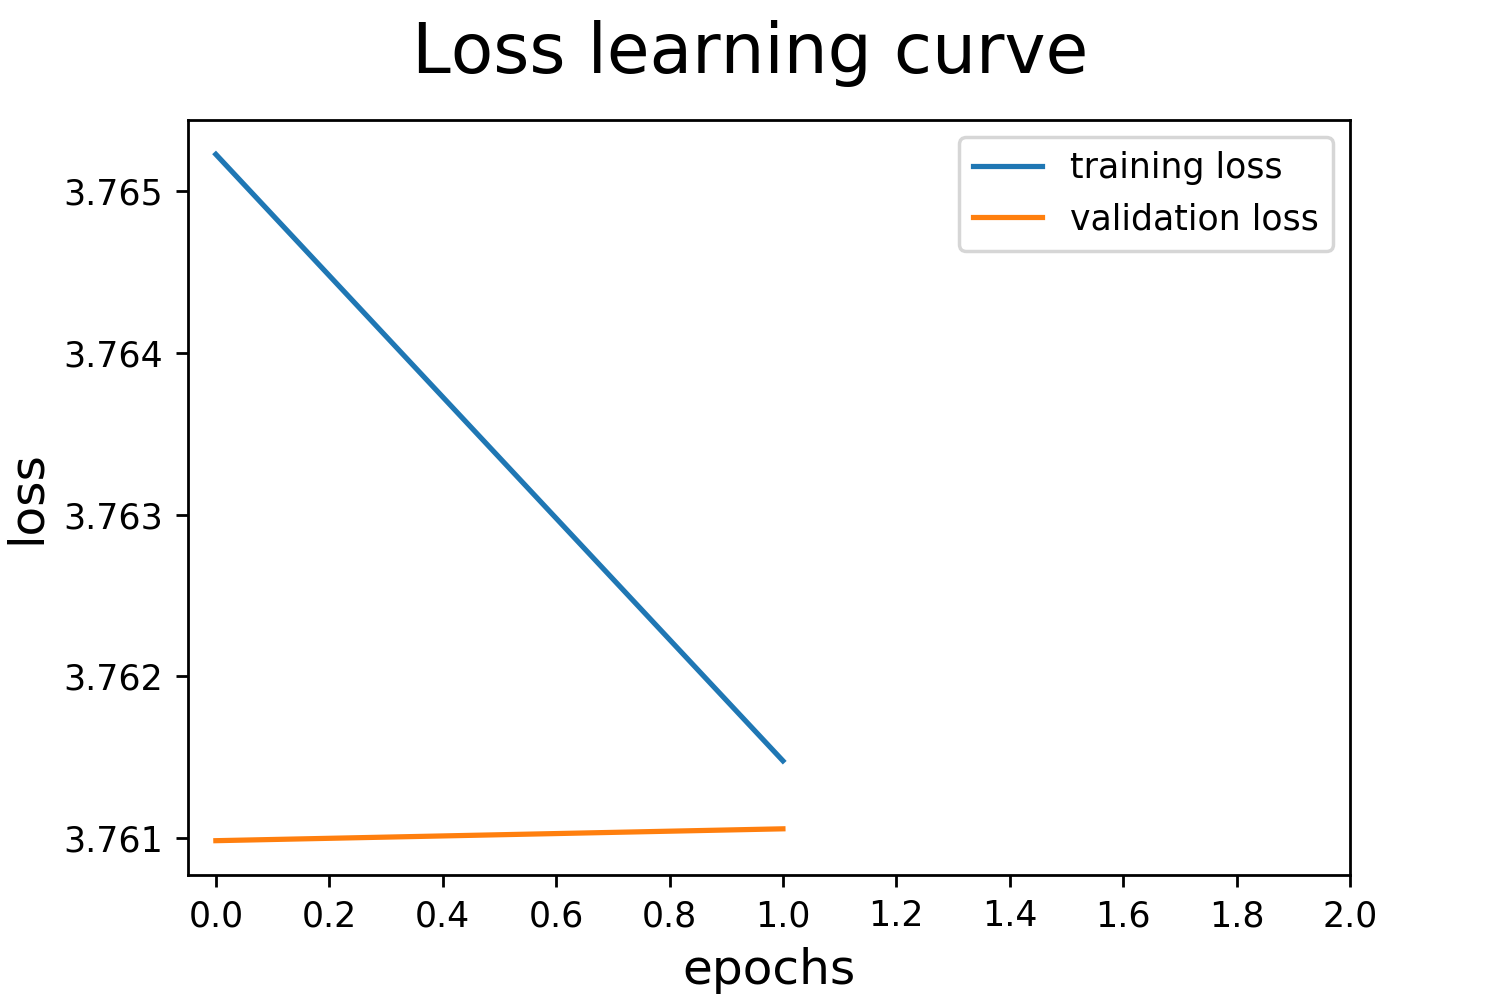 Loss learning curve
training loss
validation loss
3.765
3.764
3.763
3.762
3.761
loss
0.0 0.2 0.4 0.6 0.8 1.0 1.2 1.4 1.6 1.8 2.0
epochs